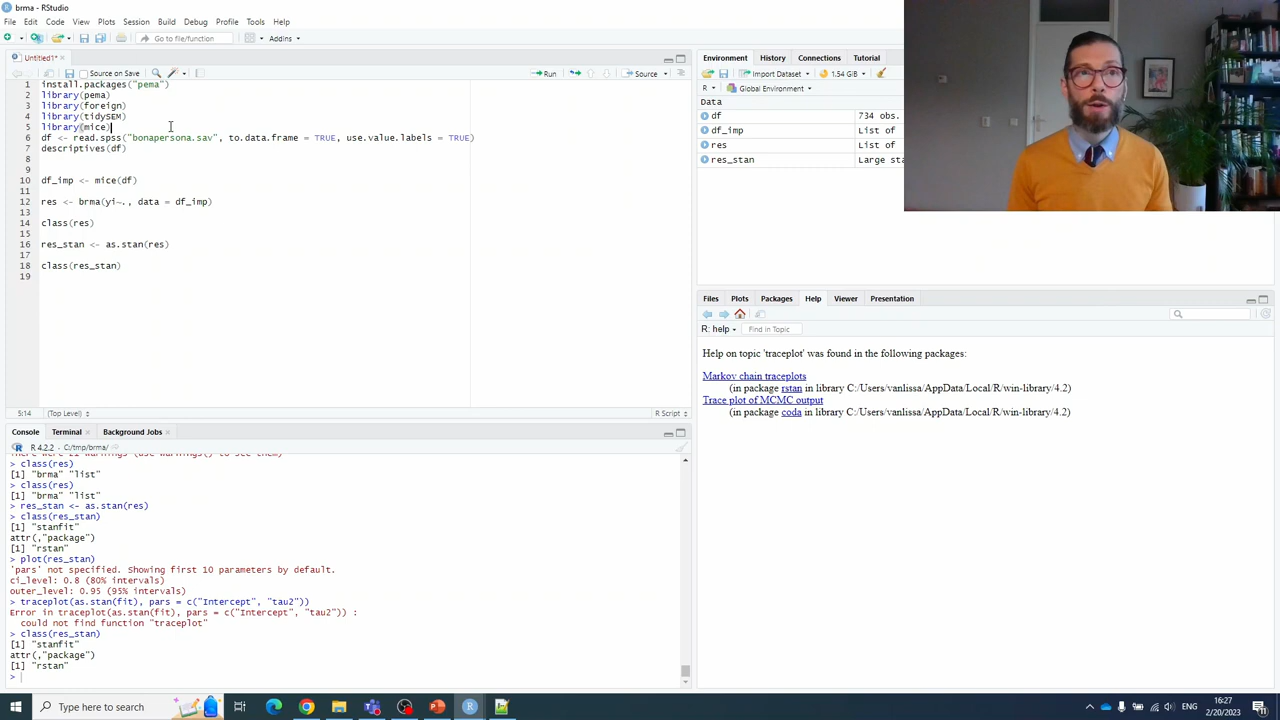 brma - RStudio
File Edit Code View Plots Session Build Debug Profile Tools Help
Go to file/function
Addins
Untitled1*
Source on Save
Run
Source
1 install.packages("pema")
2 library(pema)
3 library(foreign)
4 library(tidySEM)
5 library(mice)
6 df <- read.spss("bonapersona.sav", to.data.frame = TRUE, use.value.labels = TRUE)
7 descriptives(df)
8
9
10 df_imp <- mice(df)
11
12 res <- brma(yi~., data = df_imp)
13
14 class(res)
15
16 res_stan <- as.stan(res)
17
18 class(res_stan)
19
5:14 (Top Level) R Script
Console Terminal Background Jobs
R 4.2.2 · C:/tmp/brma/
There were 21 warnings (use warnings() to see them)
> class(res)
[1] "brma" "list"
> class(res)
[1] "brma" "list"
> res_stan <- as.stan(res)
> class(res_stan)
[1] "stanfit"
attr(,"package")
[1] "rstan"
> plot(res_stan)
'pars' not specified. Showing first 10 parameters by default.
ci_level: 0.8 (80% intervals)
outer_level: 0.95 (95% intervals)
> traceplot(as.stan(fit), pars = c("Intercept", "tau2"))
Error in traceplot(as.stan(fit), pars = c("Intercept", "tau2")) :
could not find function "traceplot"
> class(res_stan)
[1] "stanfit"
attr(,"package")
[1] "rstan"
>
Environment History Connections Tutorial
Import Dataset 1.54 GiB
R Global Environment
Data
df 734 obs.
df_imp List of
res List of
res_stan Large sta
Files Plots Packages Help Viewer Presentation
R: help Find in Topic
Help on topic 'traceplot' was found in the following packages:
Markov chain traceplots
(in package rstan in library C:/Users/vanlissa/AppData/Local/R/win-library/4.2)
Trace plot of MCMC output
(in package coda in library C:/Users/vanlissa/AppData/Local/R/win-library/4.2)
Type here to search
ENG
16:27
2/20/2023